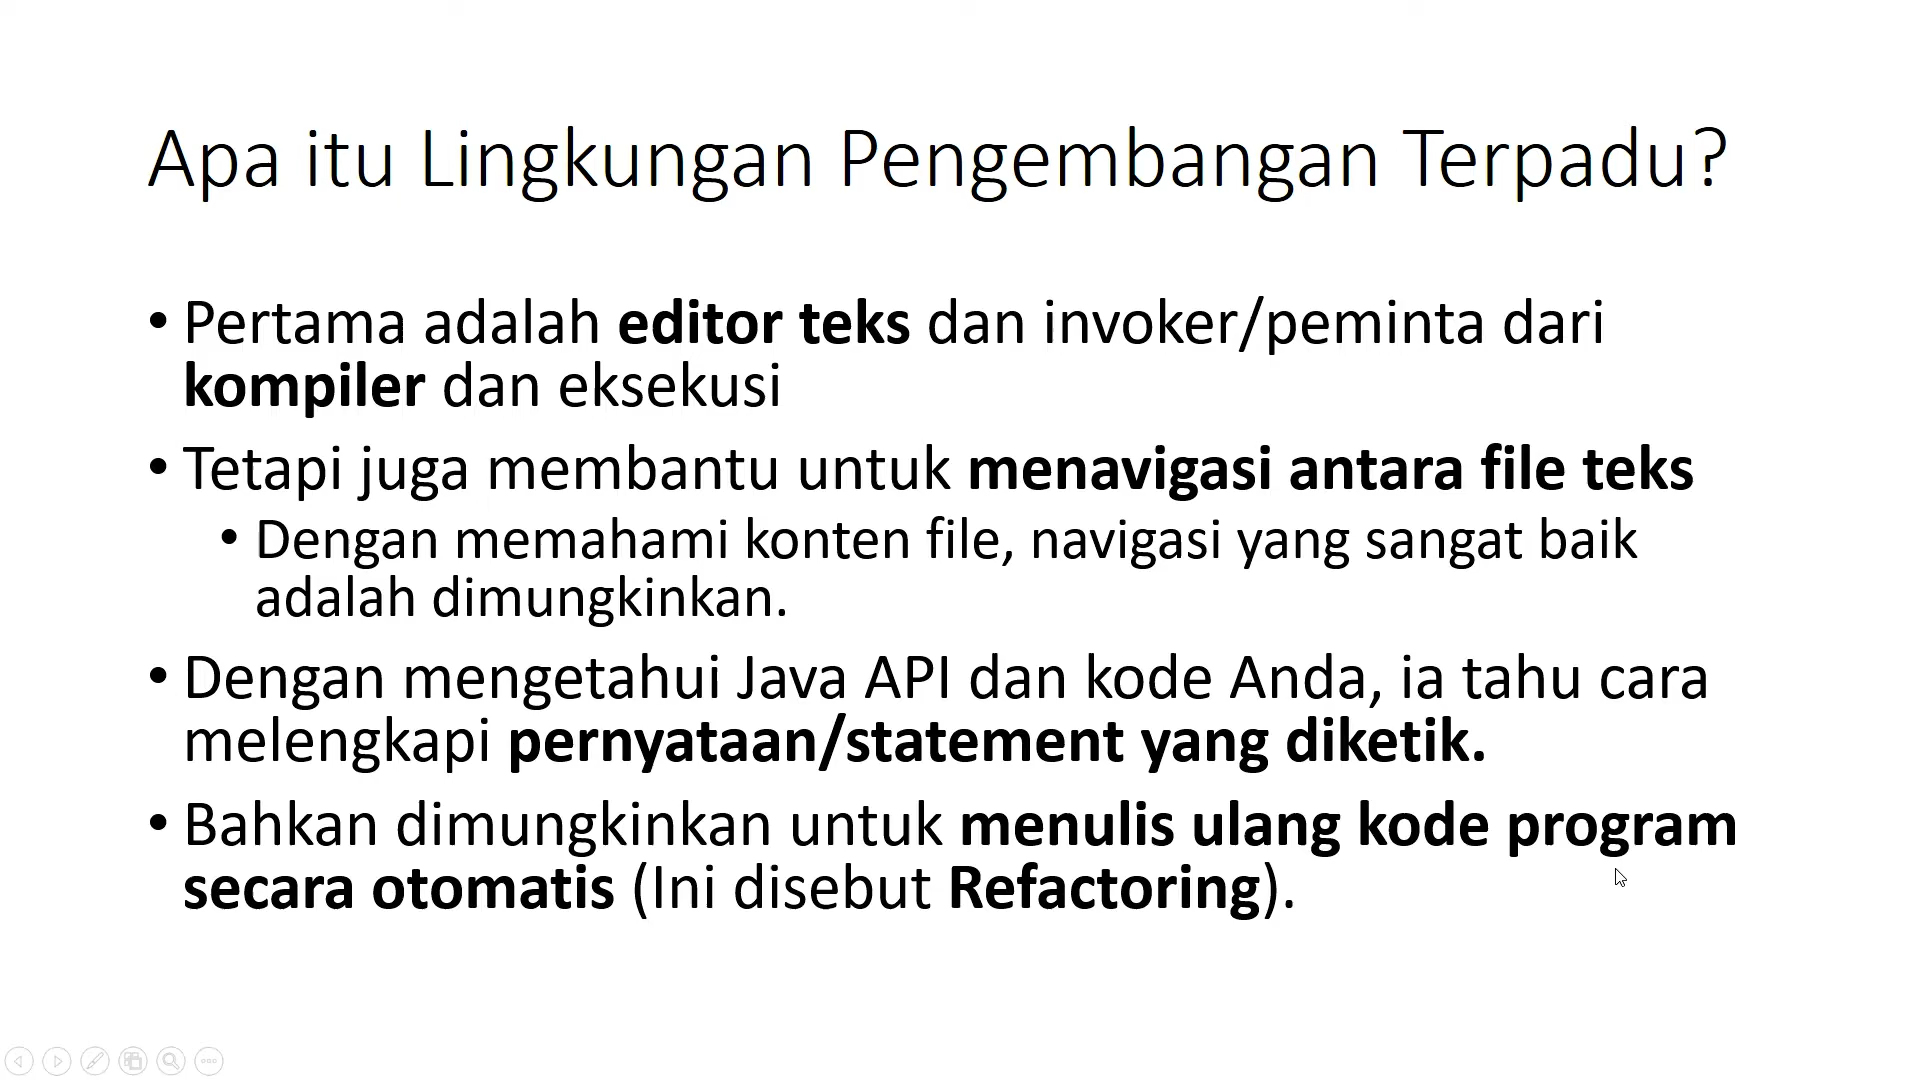 Apa itu Lingkungan Pengembangan Terpadu?
• Pertama adalah editor teks dan invoker/peminta dari
kompiler dan eksekusi
• Tetapi juga membantu untuk menavigasi antara file teks
• Dengan memahami konten file, navigasi yang sangat baik
adalah dimungkinkan.
• Dengan mengetahui Java API dan kode Anda, ia tahu cara
melengkapi pernyataan/statement yang diketik.
• Bahkan dimungkinkan untuk menulis ulang kode program
secara otomatis (Ini disebut Refactoring).